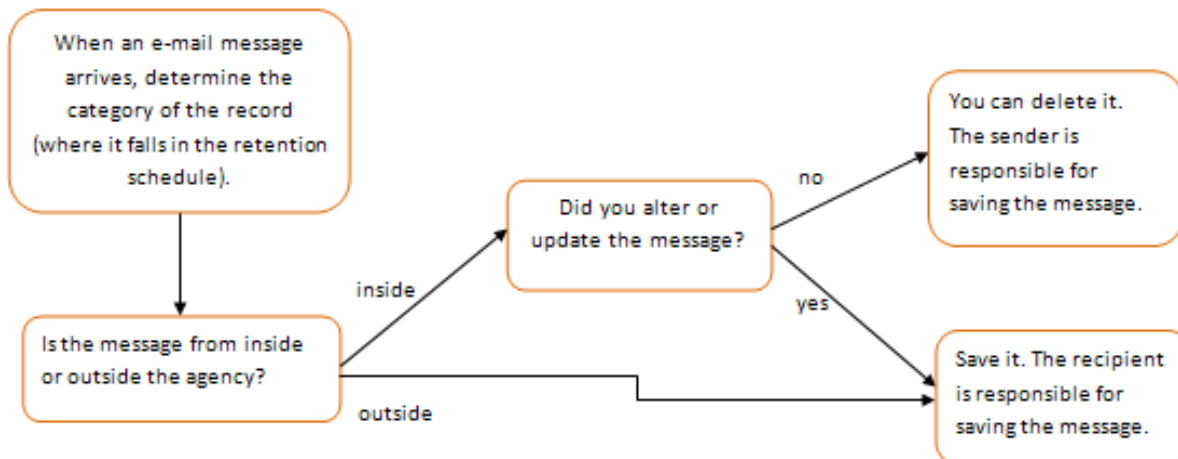 When an e-mail message
arrives, determine the
category of the record
(where it falls in the retention
schedule).
Is the message from inside
or outside the agency?
inside
outside
Did you alter or
update the message?
no
yes
You can delete it.
The sender is
responsible for
saving the message.
Save it. The recipient
is responsible for
saving the message.